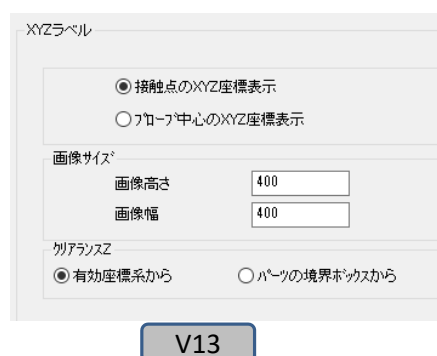 XYZラベル
接触点のXYZ座標表示
プローブ中心のXYZ座標表示
画像サイズ
画像高さ 400
画像幅 400
クリアランスZ
有効座標系から パーツの境界ボックスから
V13